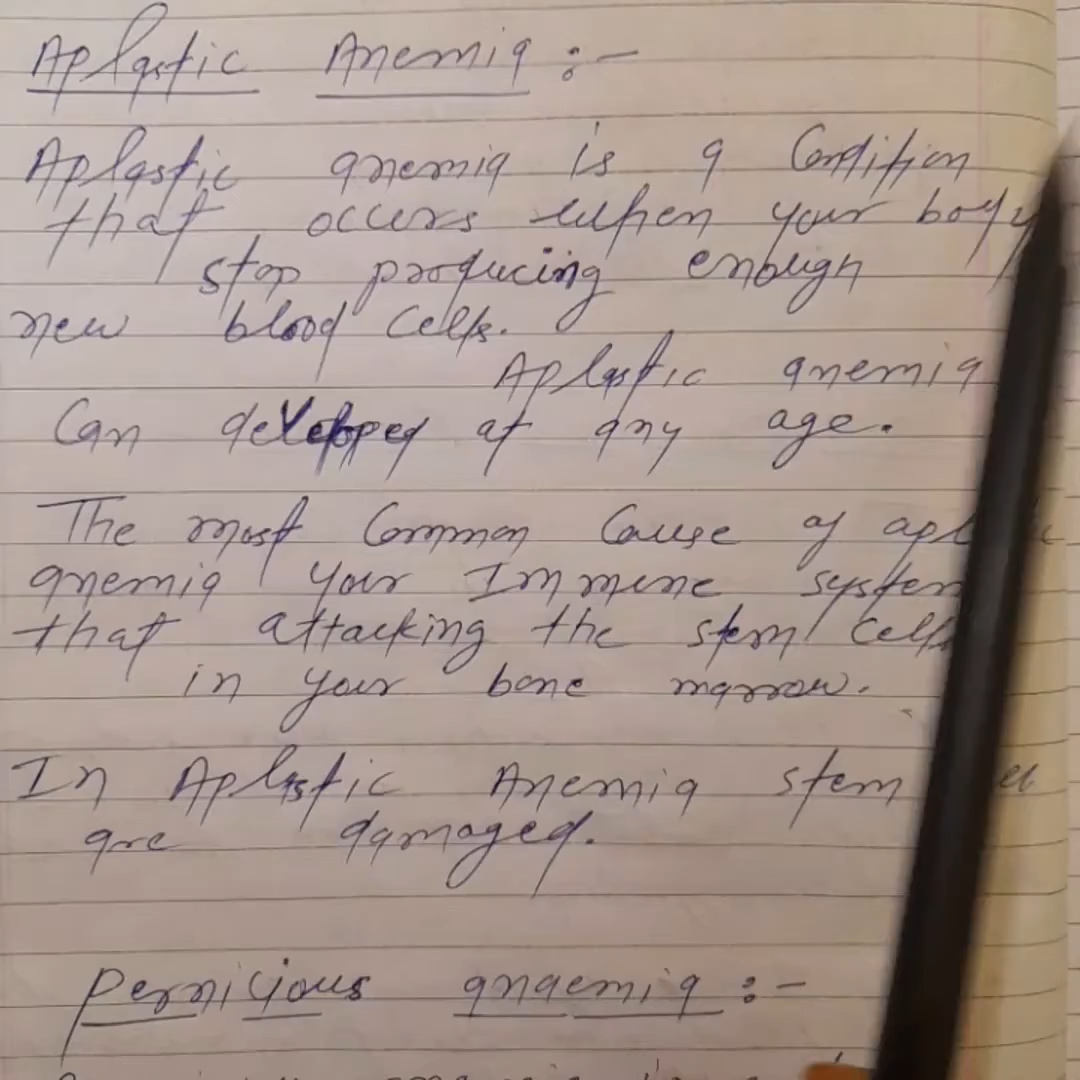 Aplastic Anemia :-
Aplastic anemia is a Condition
that occurs when your body
stop producing enough
new blood Cells.
Aplastic anemia
Can developed at any age.
The most Common Cause of
anemia your Immune system
that attacking the stem Cells
in your bone marrow.
In Aplastic Anemia stem
are damaged.
Pernicious anaemia :-